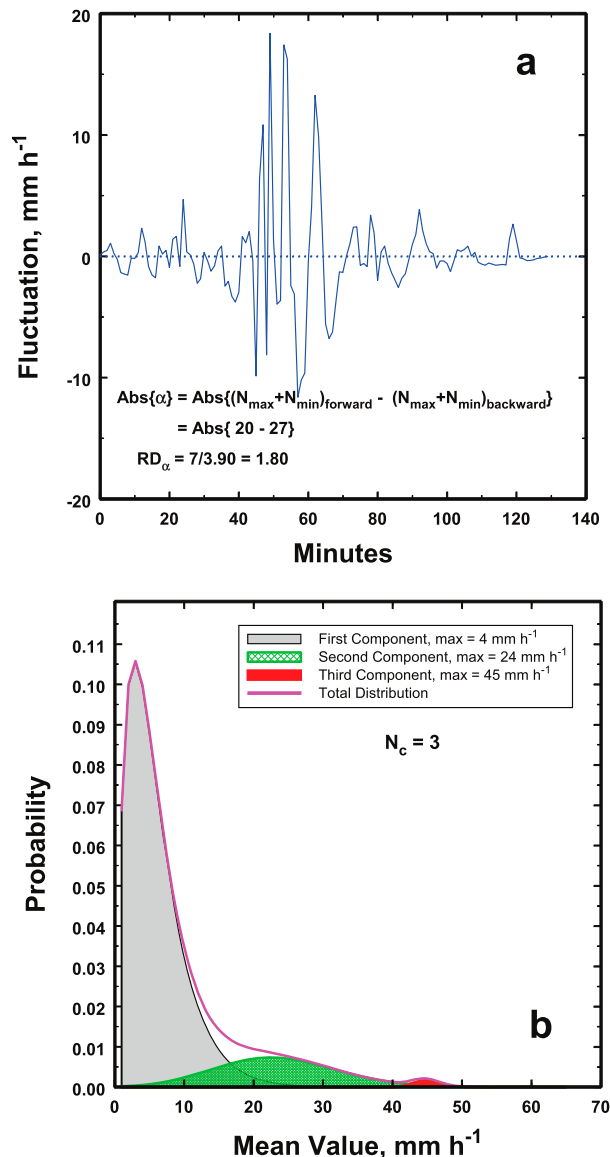 20
a
10
Fluctuation, mm h⁻¹
0
-10
Abs{α} = Abs{(Nmax+Nmin)forward - (Nmax+Nmin)backward}
= Abs{ 20 - 27}
RDα = 7/3.90 = 1.80
-20
0 20 40 60 80 100 120 140
Minutes
0.11
First Component, max = 4 mm h⁻¹
Second Component, max = 24 mm h⁻¹
Third Component, max = 45 mm h⁻¹
Total Distribution
0.10
0.09
Nc = 3
0.08
0.07
0.06
Probability
0.05
0.04
0.03
0.02
b
0.01
0.00
0 10 20 30 40 50 60 70
Mean Value, mm h⁻¹